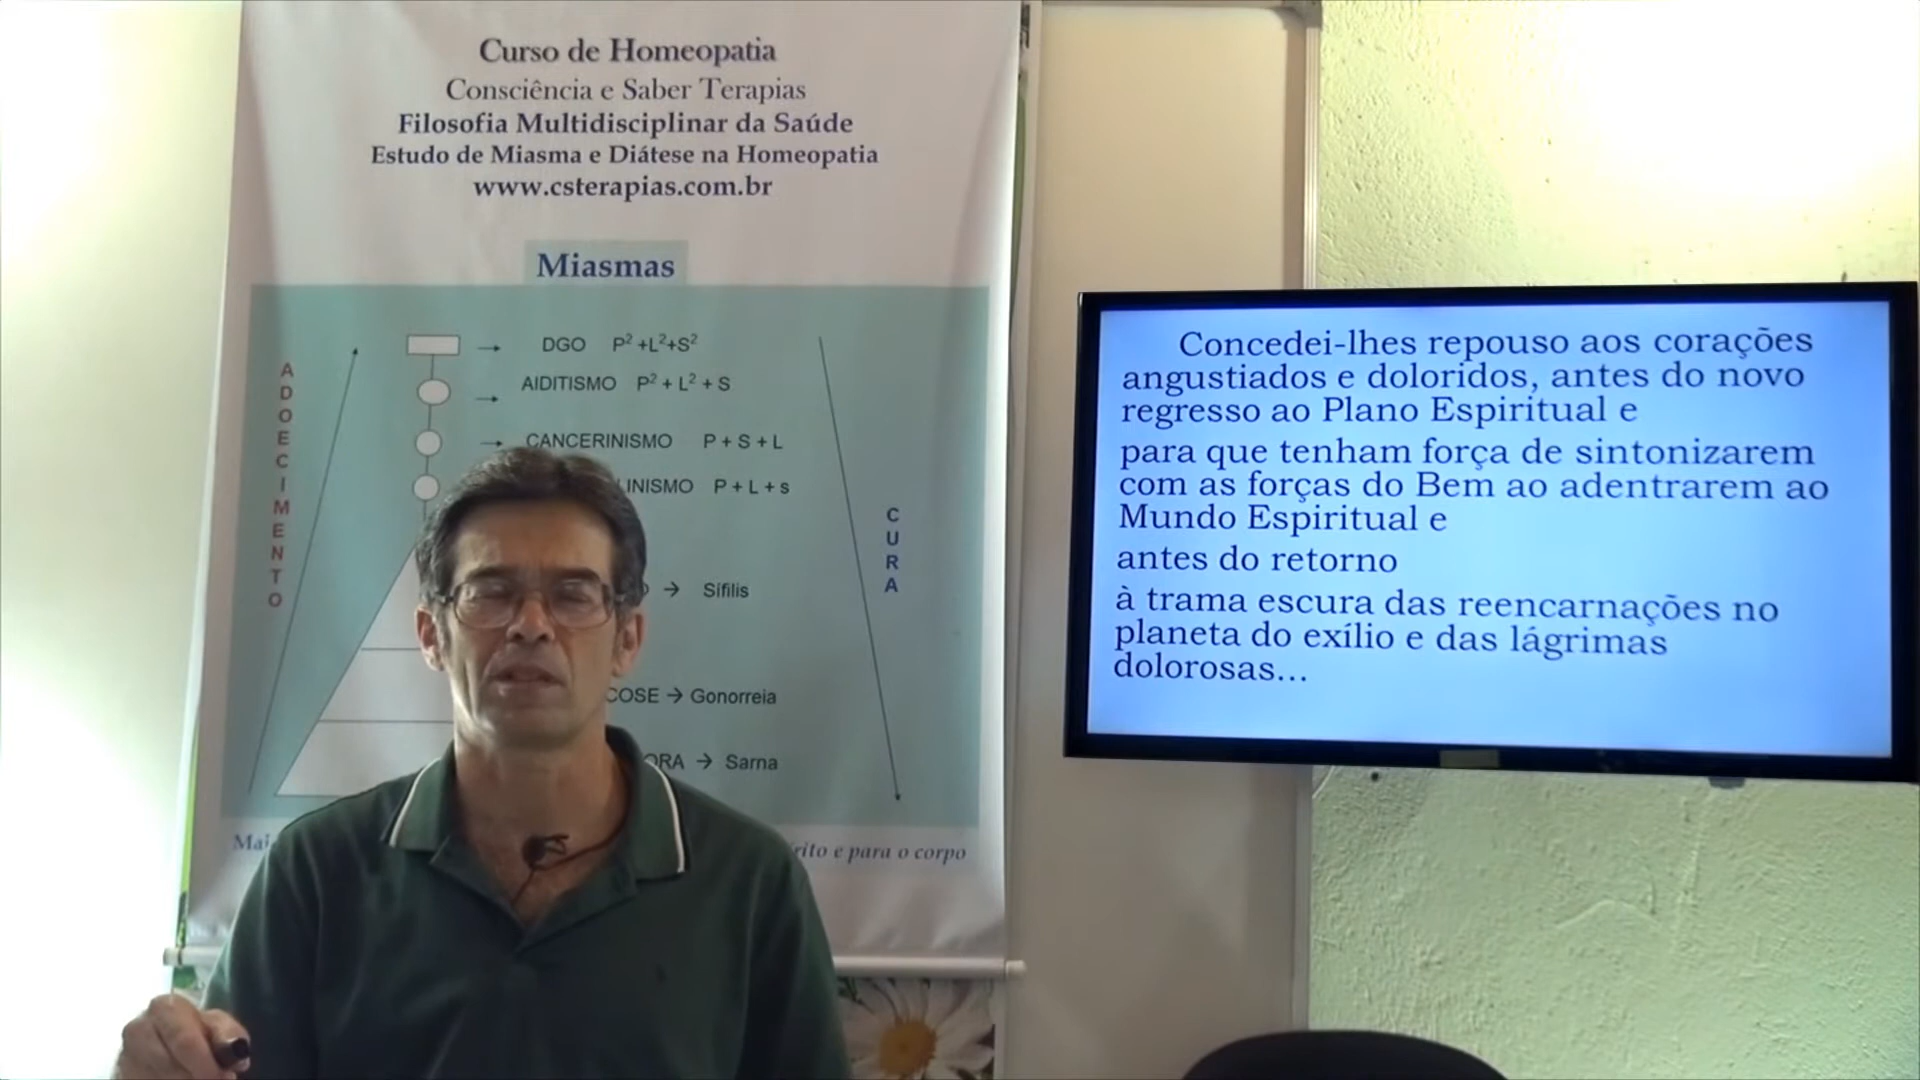 Curso de Homeopatia
Consciência e Saber Terapias
Filosofia Multidisciplinar da Saúde
Estudo de Miasma e Diátese na Homeopatia
www.csterapias.com.br
Miasmas
ADOECIMENTO
DGO P² +L²+S²
AIDITISMO P² + L² + S
CANCERINISMO P + S + L
INISMO P + L + s
→ Sífilis
COSE → Gonorreia
ORA → Sarna
CURA
rito e para o corpo
Concedei-lhes repouso aos corações
angustiados e doloridos, antes do novo
regresso ao Plano Espiritual e
para que tenham força de sintonizarem
com as forças do Bem ao adentrarem ao
Mundo Espiritual e
antes do retorno
à trama escura das reencarnações no
planeta do exílio e das lágrimas
dolorosas...